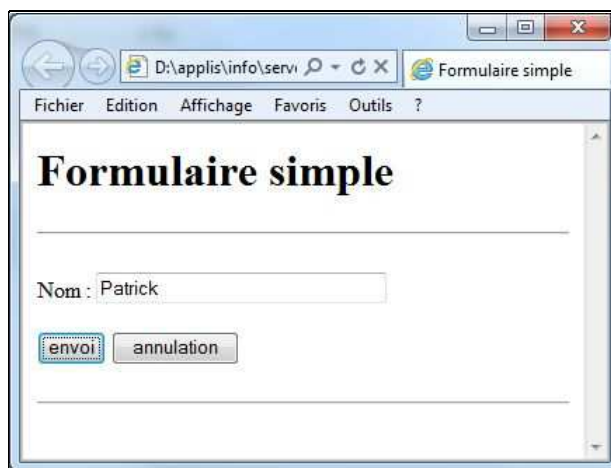 D:\applis\info\serv
Formulaire simple
Fichier Edition Affichage Favoris Outils ?
Formulaire simple
Nom : Patrick
envoi annulation